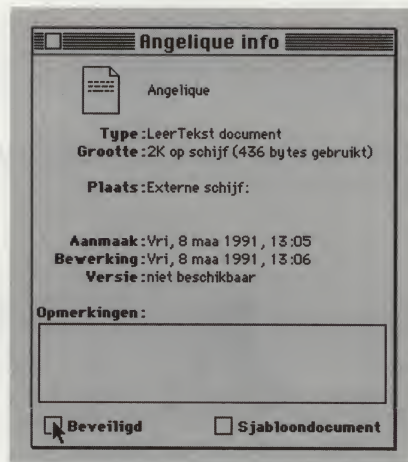 Angelique info
Angelique
Type:LeerTekst document
Grootte:2K op schijf (436 bytes gebruikt)
Plaats:Externe schijf:
Aanmaak:Vri, 8 maa 1991, 13:05
Bewerking:Vri, 8 maa 1991, 13:06
Versie:niet beschikbaar
Opmerkingen:
Beveiligd Sjabloondocument